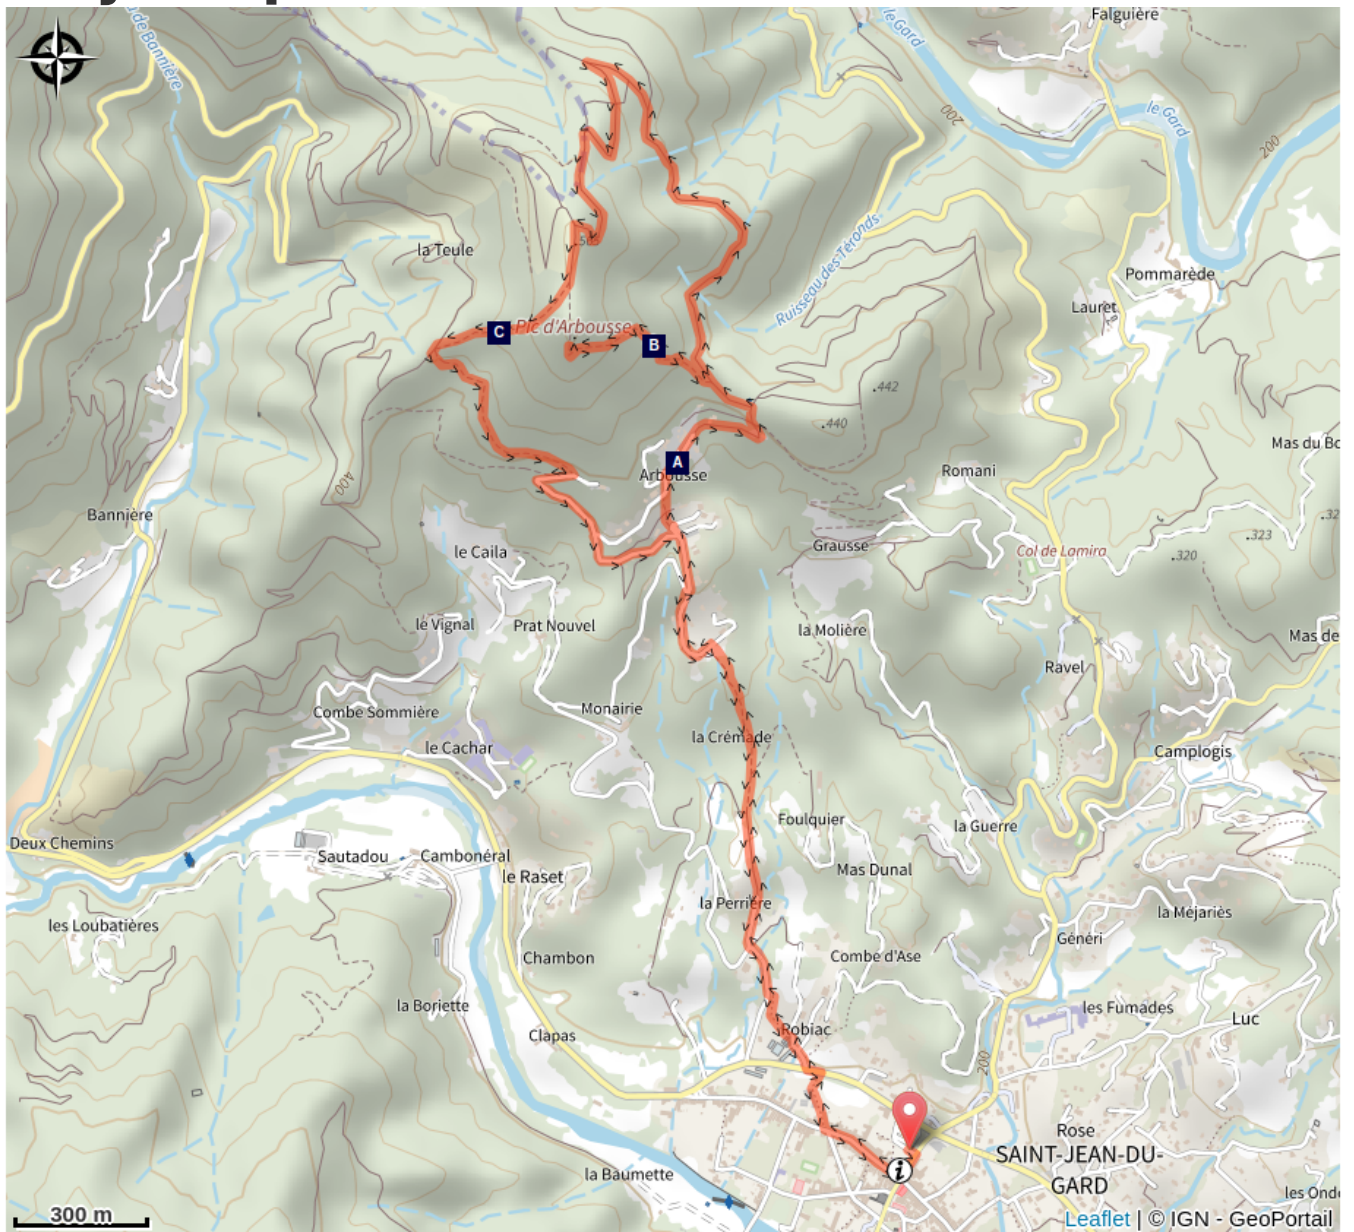 Falguière
le Gard
le Gard
200
200
la Teule
.563
Ruisseau des Téronds
Pommarède
Lauret
C
Pic d'Arbousse
B
.442
.440
Mas du Bo
A
Arbousse
Romani
400
Bannière
le Caila
Grausse
Col de Lamira
.323
.320
.32
le Vignal
Prat Nouvel
la Molière
Mas de
Ravel
Combe Sommière
Monairie
le Cachar
la Crémade
Camplogis
Foulquier
la Guerre
Deux Chemins
Sautadou
Cambonéral
Mas Dunal
le Raset
la Perrière
la Méjariès
les Loubatières
Généri
Chambon
Combe d'Ase
la Boriette
les Fumades
Luc
Clapas
Robiac
200
Rose
SAINT-JEAN-DU-
GARD
la Baumette
i
les Ond
300 m
Leaflet | © IGN - GeoPortail